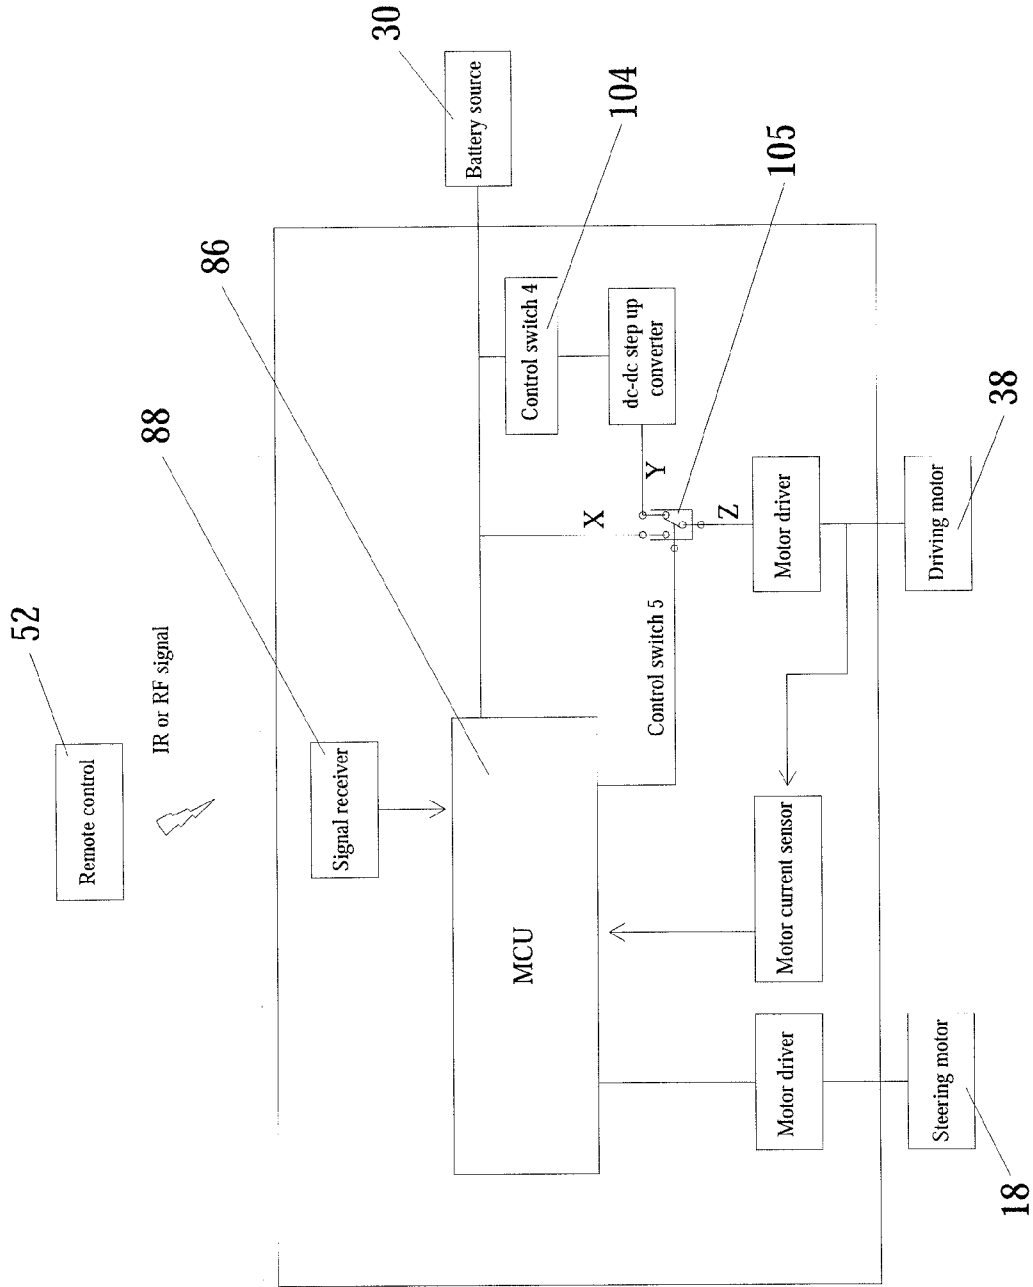 52
Remote control
IR or RF signal
88
Signal receiver
86
MCU
30
Battery source
104
Control switch 4
dc-dc step up
converter
105
X
Y
Z
Control switch 5
Motor driver
Driving motor
38
Motor current sensor
Motor driver
Steering motor
18